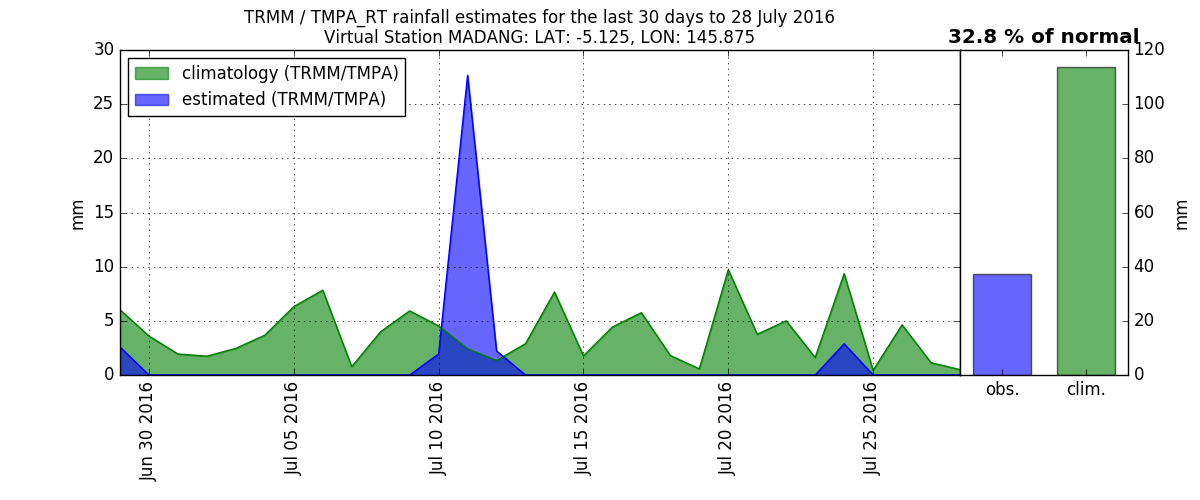 TRMM / TMPA_RT rainfall estimates for the last 30 days to 28 July 2016
Virtual Station MADANG: LAT: -5.125, LON: 145.875
32.8 % of normal
climatology (TRMM/TMPA)
estimated (TRMM/TMPA)
30
25
20
15
10
5
0
mm
Jun 30 2016
Jul 05 2016
Jul 10 2016
Jul 15 2016
Jul 20 2016
Jul 25 2016
obs.
clim.
120
100
80
60
40
20
0
mm